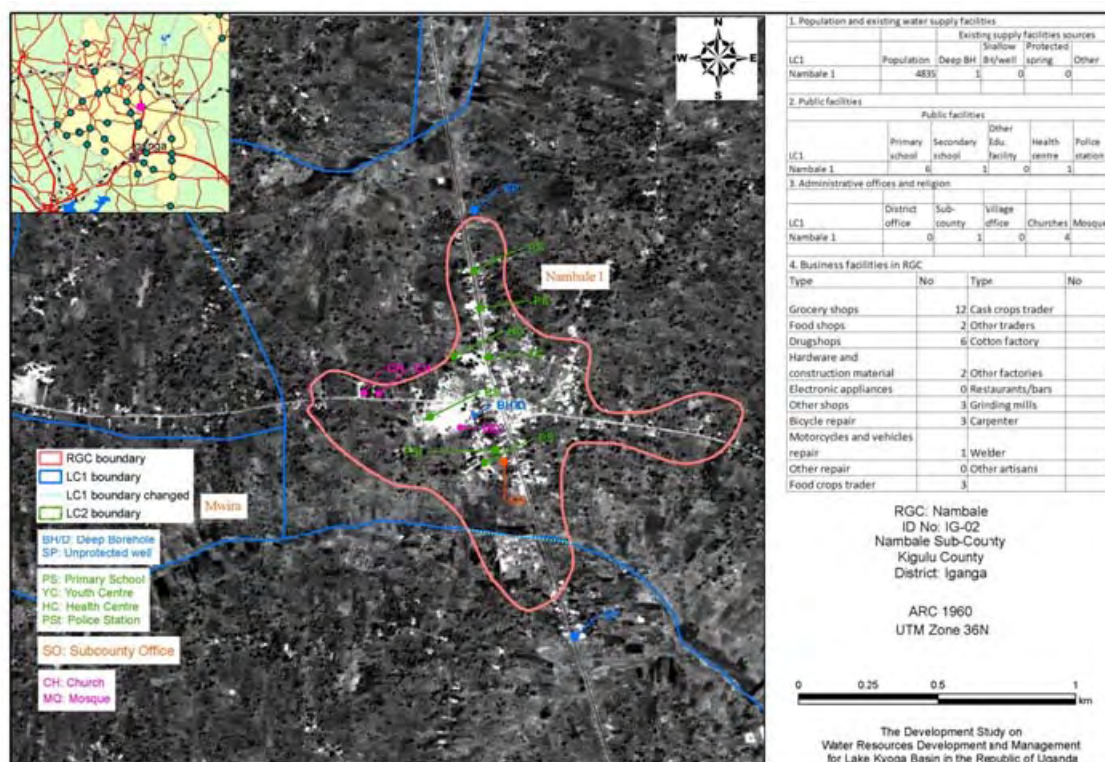 N
W E
S
Iganga
SP
PS
Nambale 1
PS
CH
BH/D
PS
LEGEND
RGC boundary
LC1 boundary
LC1 boundary changed
LC2 boundary
Mwira
BH/D: Deep Borehole
SP: Unprotected well
PS: Primary School
YC: Youth Centre
HC: Health Centre
PSt: Police Station
SO: Subcounty Office
CH: Church
MQ: Mosque
1. Population and existing water supply facilities
Existing supply facilities sources
LC1 Population Deep BH Shallow BH/well Protected spring Other
Nambale 1 4835 1 0 0
2. Public facilities
Public facilities
LC1 Primary school Secondary school Other Edu. facility Health centre Police station
Nambale 1 6 1 0 1
3. Administrative offices and religion
LC1 District office Sub-county Village office Churches Mosque
Nambale 1 0 1 0 4
4. Business facilities in RGC
Type No Type No
Grocery shops 12 Cash crops trader
Food shops 2 Other traders
Drugshops 6 Cotton factory
Hardware and
construction material 2 Other factories
Electronic appliances 0 Restaurants/bars
Other shops 3 Grinding mills
Bicycle repair 3 Carpenter
Motorcycles and vehicles
repair 1 Welder
Other repair 0 Other artisans
Food crops trader 3
RGC: Nambale
ID No: IG-02
Nambale Sub-County
Kigulu County
District: Iganga
ARC 1960
UTM Zone 36N
0 0.25 0.5 1
km
The Development Study on
Water Resources Development and Management
for Lake Kyoga Basin in the Republic of Uganda